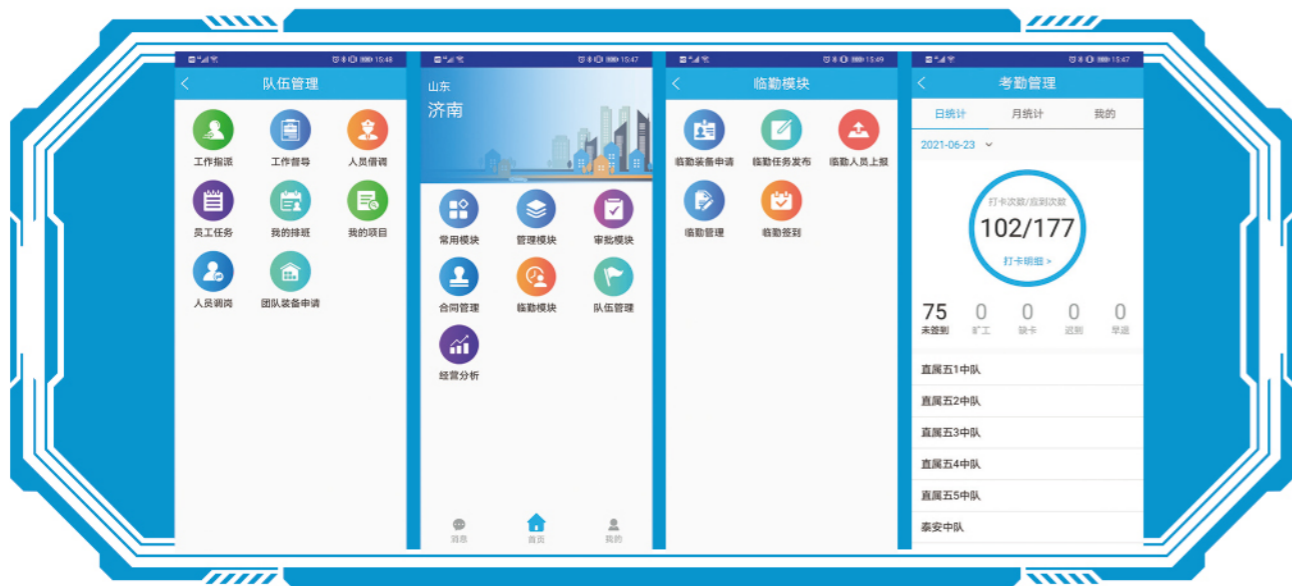 15:48
队伍管理
工作指派
工作督导
人员借调
员工任务
我的排班
我的项目
人员调岗
团队装备申请
15:47
山东
济南
常用模块
管理模块
审批模块
合同管理
临勤模块
队伍管理
经营分析
消息
首页
我的
15:49
临勤模块
临勤装备申请
临勤任务发布
临勤人员上报
临勤管理
临勤签到
15:47
考勤管理
日统计
月统计
我的
2021-06-23
打卡次数/应到次数
102/177
打卡明细 >
75 0 0 0 0
未签到 旷工 缺卡 迟到 早退
直属五1中队
直属五2中队
直属五3中队
直属五4中队
直属五5中队
泰安中队